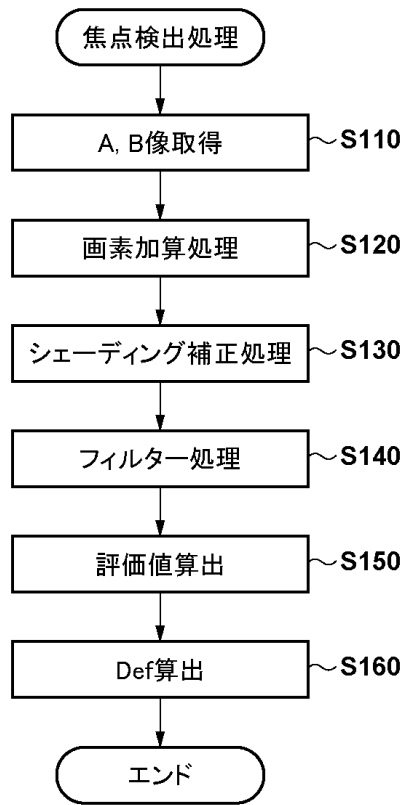 焦点検出処理
A, B像取得
S110
画素加算処理
S120
シェーディング補正処理
S130
フィルター処理
S140
評価値算出
S150
Def算出
S160
エンド